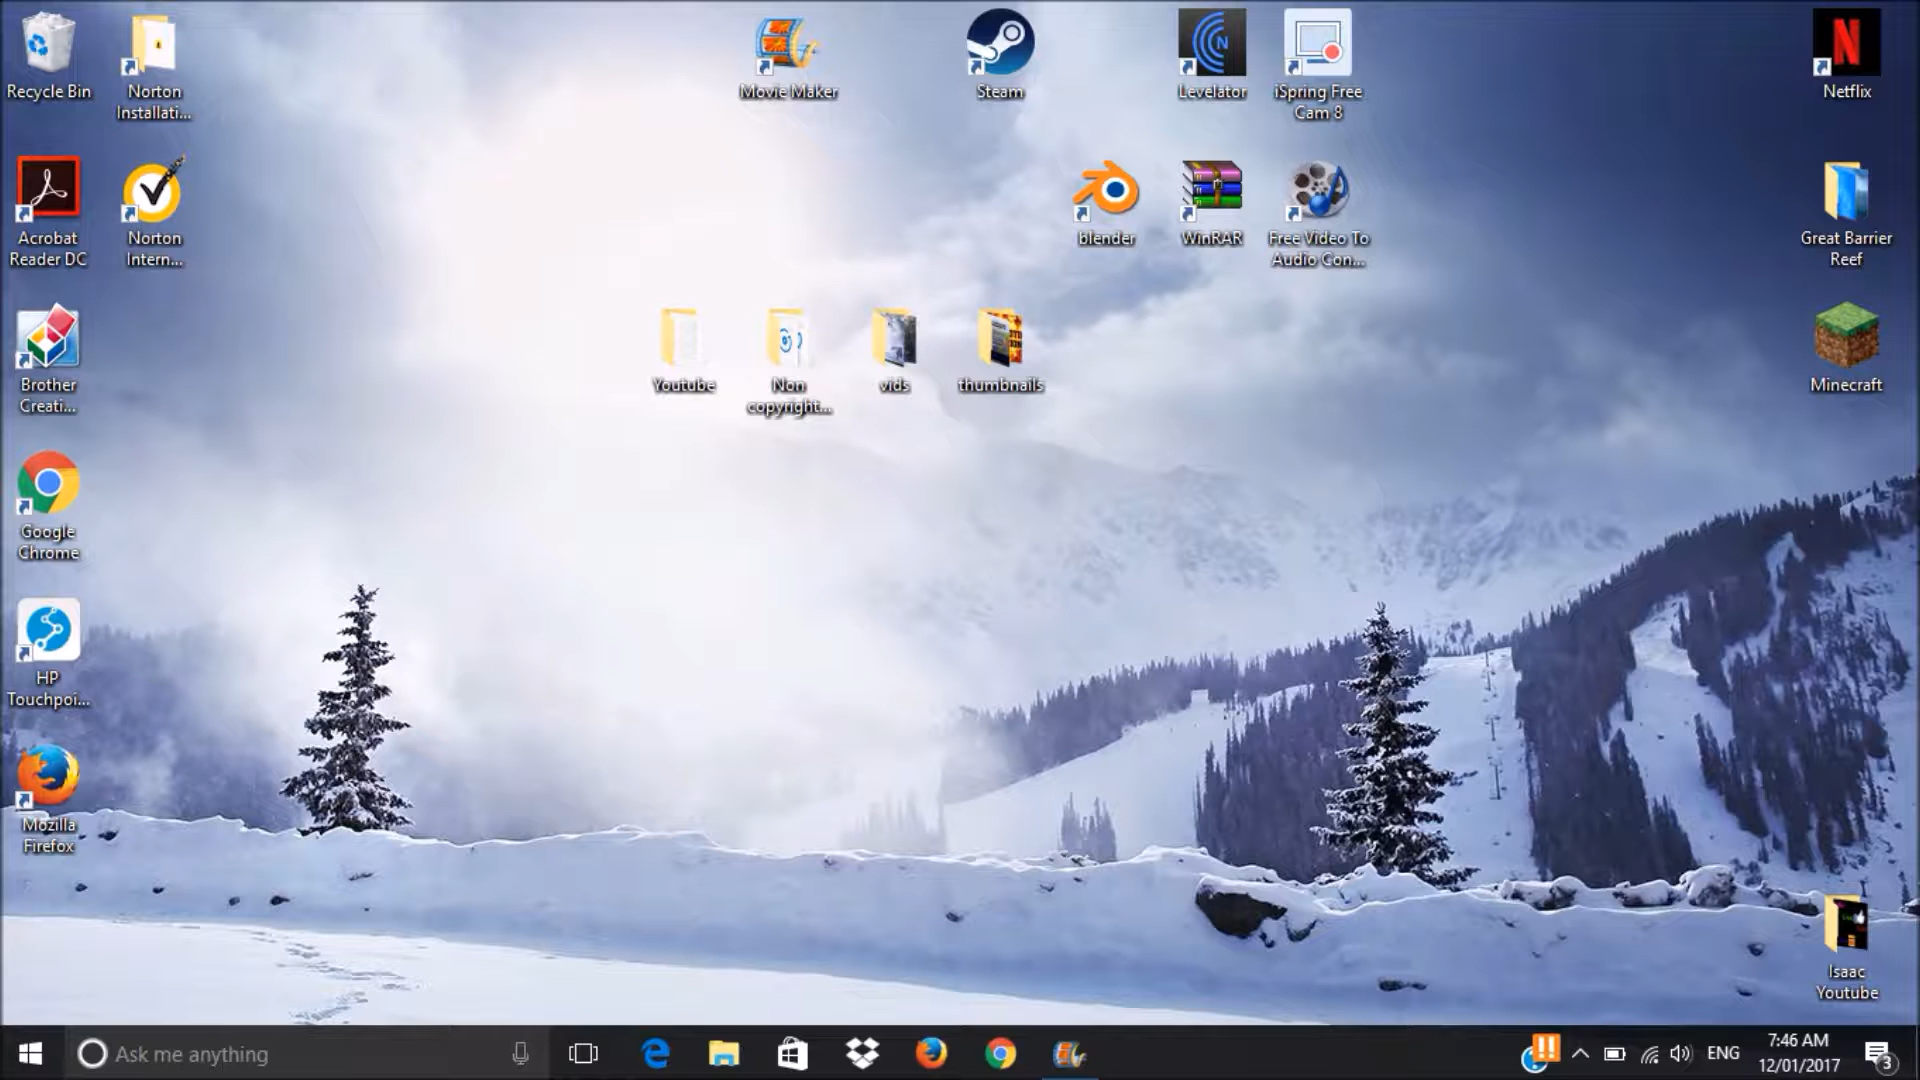 Recycle Bin
Norton
Installati...
Movie Maker
Steam
Levelator
iSpring Free
Cam 8
Netflix
Acrobat
Reader DC
Norton
Intern...
blender
WinRAR
Free Video To
Audio Con...
Great Barrier
Reef
Brother
Creati...
Youtube
Non
copyright...
vids
thumbnails
Minecraft
Google
Chrome
HP
Touchpoi...
Mozilla
Firefox
Isaac
Youtube
Ask me anything
ENG
7:46 AM
12/01/2017
3